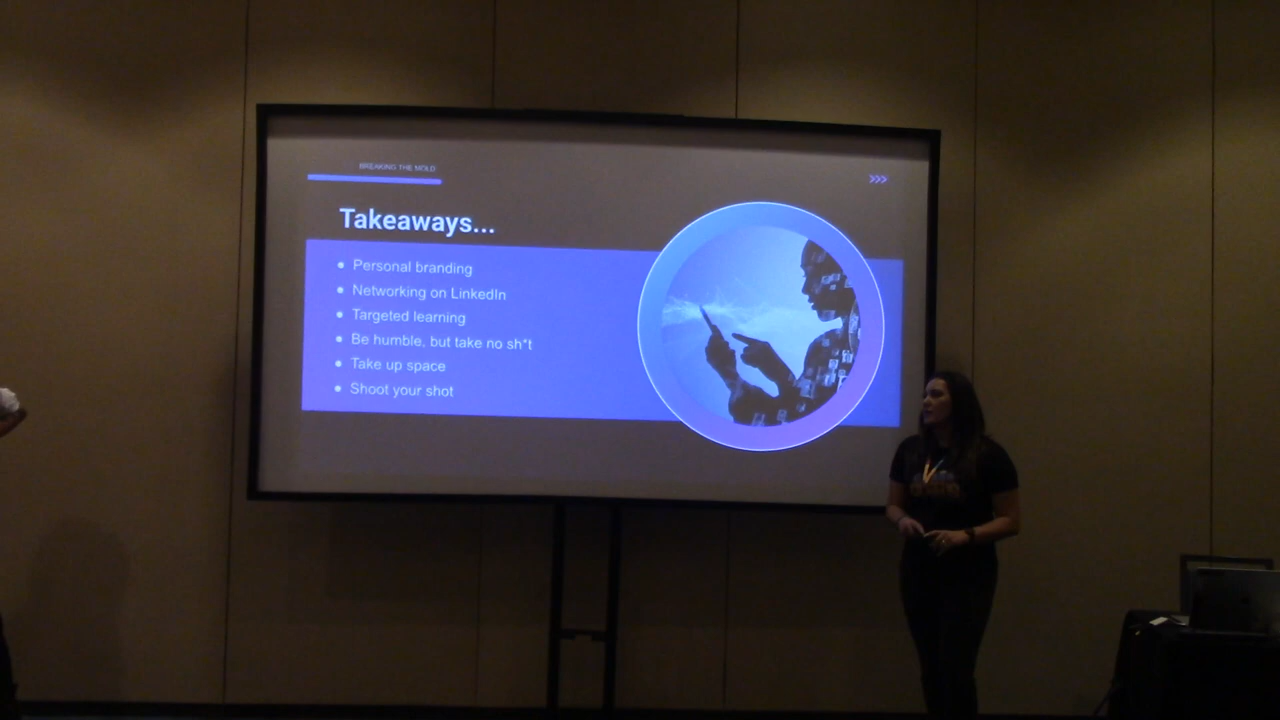 BREAKING THE MOLD
>>>
Takeaways...
• Personal branding
• Networking on LinkedIn
• Targeted learning
• Be humble, but take no sh*t
• Take up space
• Shoot your shot